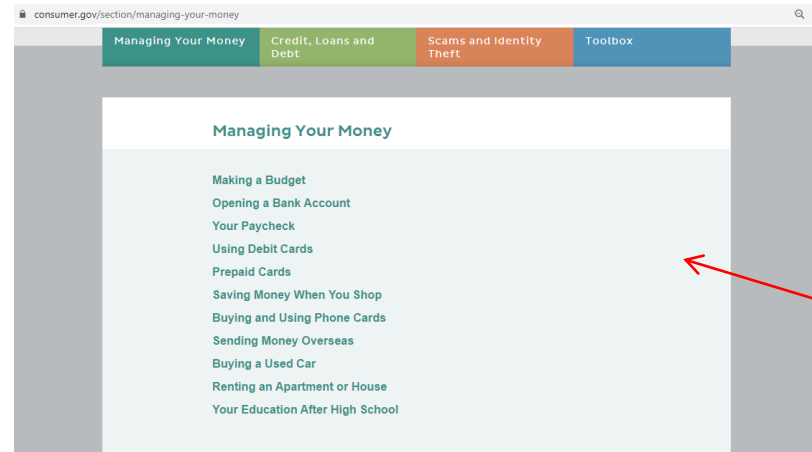 consumer.gov/section/managing-your-money
Managing Your Money
Credit, Loans and
Debt
Scams and Identity
Theft
Toolbox
Managing Your Money
Making a Budget
Opening a Bank Account
Your Paycheck
Using Debit Cards
Prepaid Cards
Saving Money When You Shop
Buying and Using Phone Cards
Sending Money Overseas
Buying a Used Car
Renting an Apartment or House
Your Education After High School